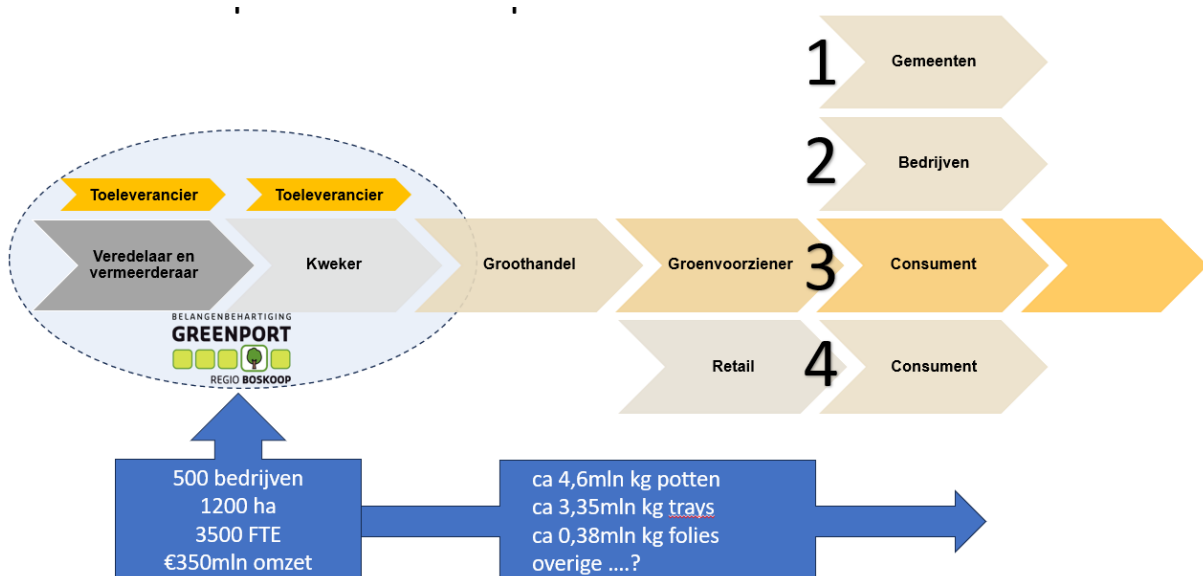 1
Gemeenten
2
Bedrijven
Toeleverancier
Toeleverancier
Veredelaar en
vermeerderaar
Kweker
Groothandel
Groenvoorziener
3
Consument
BELANGENBEHARTIGING
GREENPORT
REGIO BOSKOOP
Retail
4
Consument
500 bedrijven
1200 ha
3500 FTE
€350mln omzet
ca 4,6mln kg potten
ca 3,35mln kg trays
ca 0,38mln kg folies
overige ....?